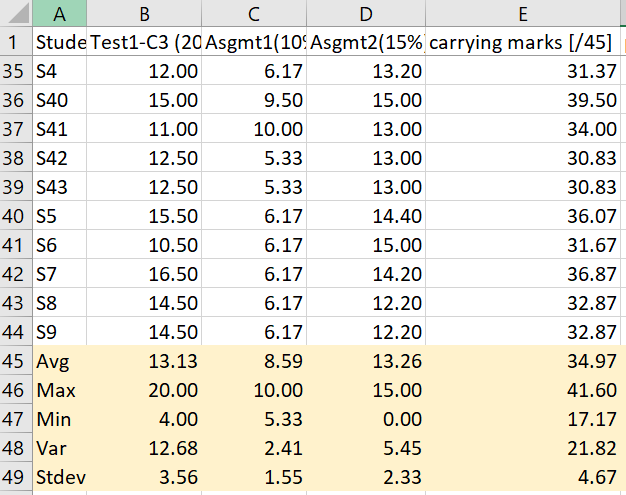 A B C D E
1 Stude Test1-C3 (20 Asgmt1(10% Asgmt2(15% carrying marks [/45]
35 S4 12.00 6.17 13.20 31.37
36 S40 15.00 9.50 15.00 39.50
37 S41 11.00 10.00 13.00 34.00
38 S42 12.50 5.33 13.00 30.83
39 S43 12.50 5.33 13.00 30.83
40 S5 15.50 6.17 14.40 36.07
41 S6 10.50 6.17 15.00 31.67
42 S7 16.50 6.17 14.20 36.87
43 S8 14.50 6.17 12.20 32.87
44 S9 14.50 6.17 12.20 32.87
45 Avg 13.13 8.59 13.26 34.97
46 Max 20.00 10.00 15.00 41.60
47 Min 4.00 5.33 0.00 17.17
48 Var 12.68 2.41 5.45 21.82
49 Stdev 3.56 1.55 2.33 4.67